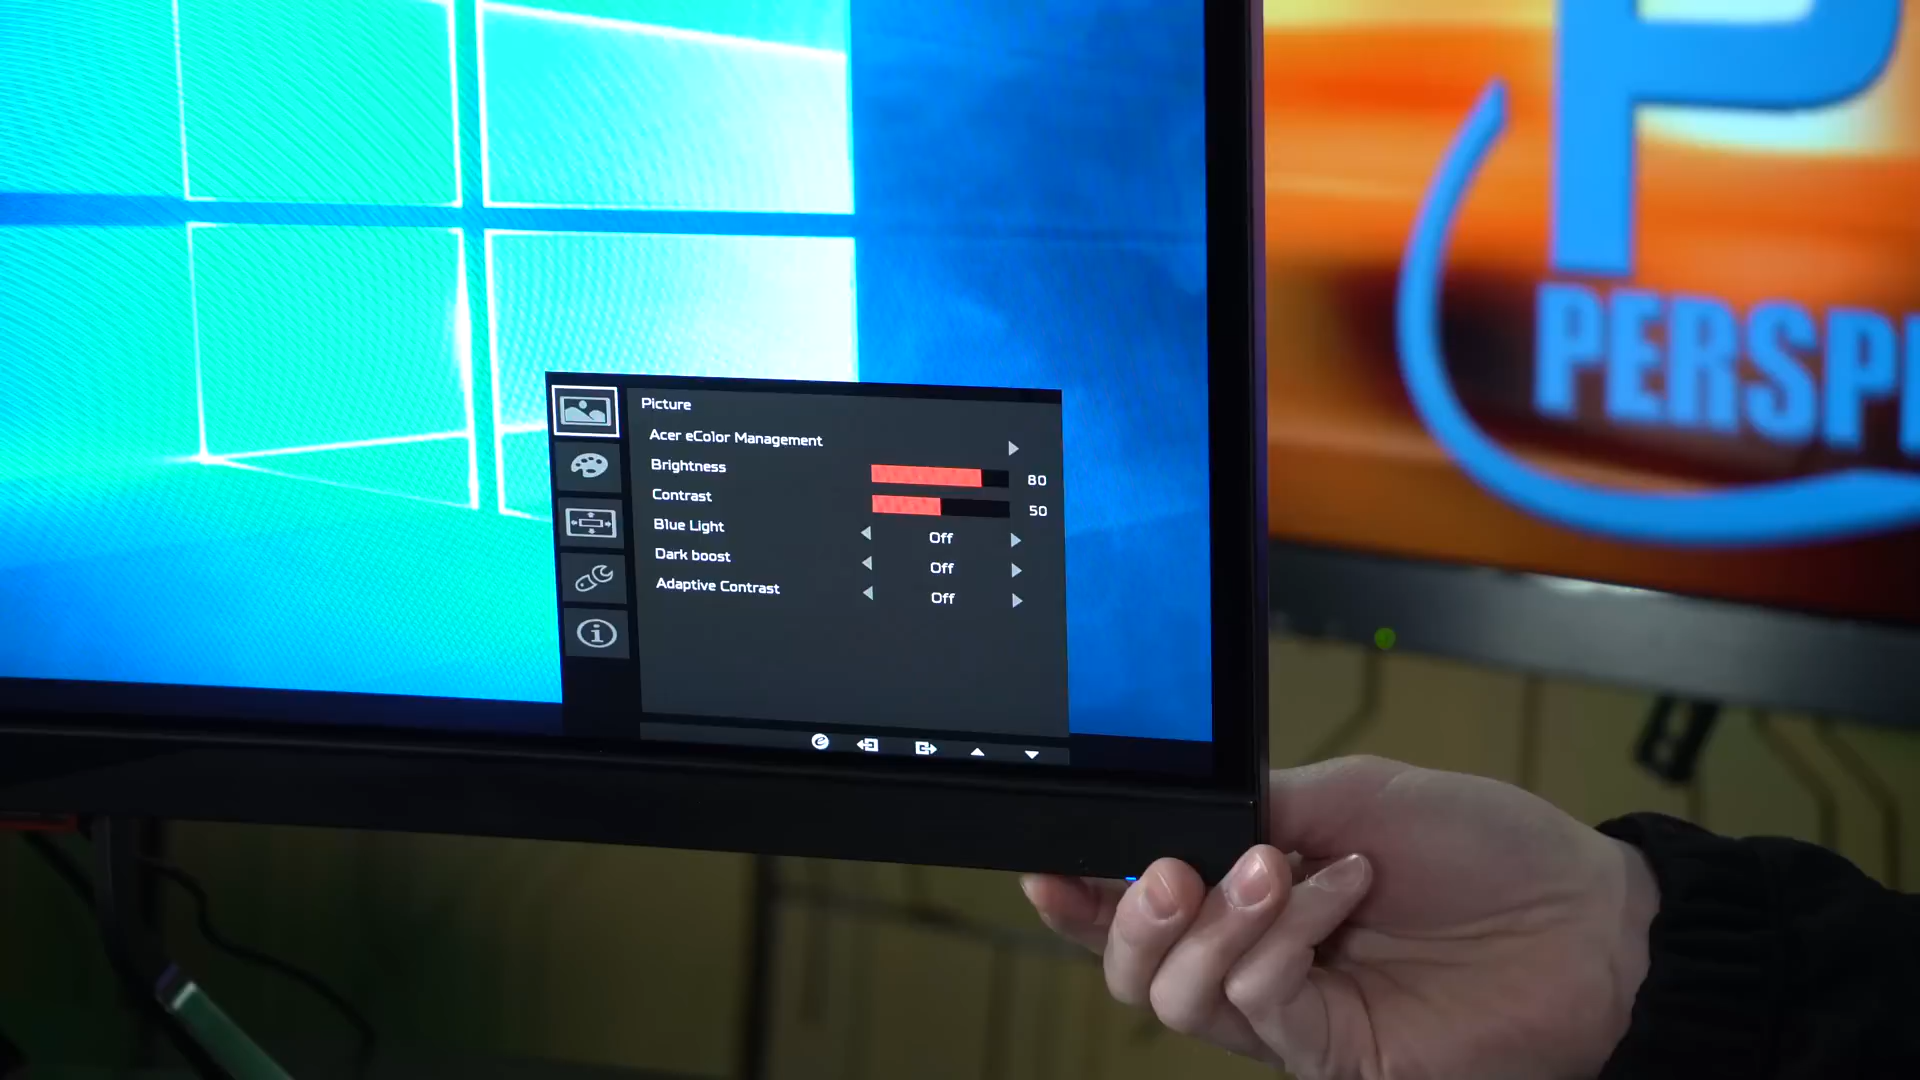 Picture
Acer eColor Management
Brightness 80
Contrast 50
Blue Light Off
Dark boost Off
Adaptive Contrast Off
P
PERSP